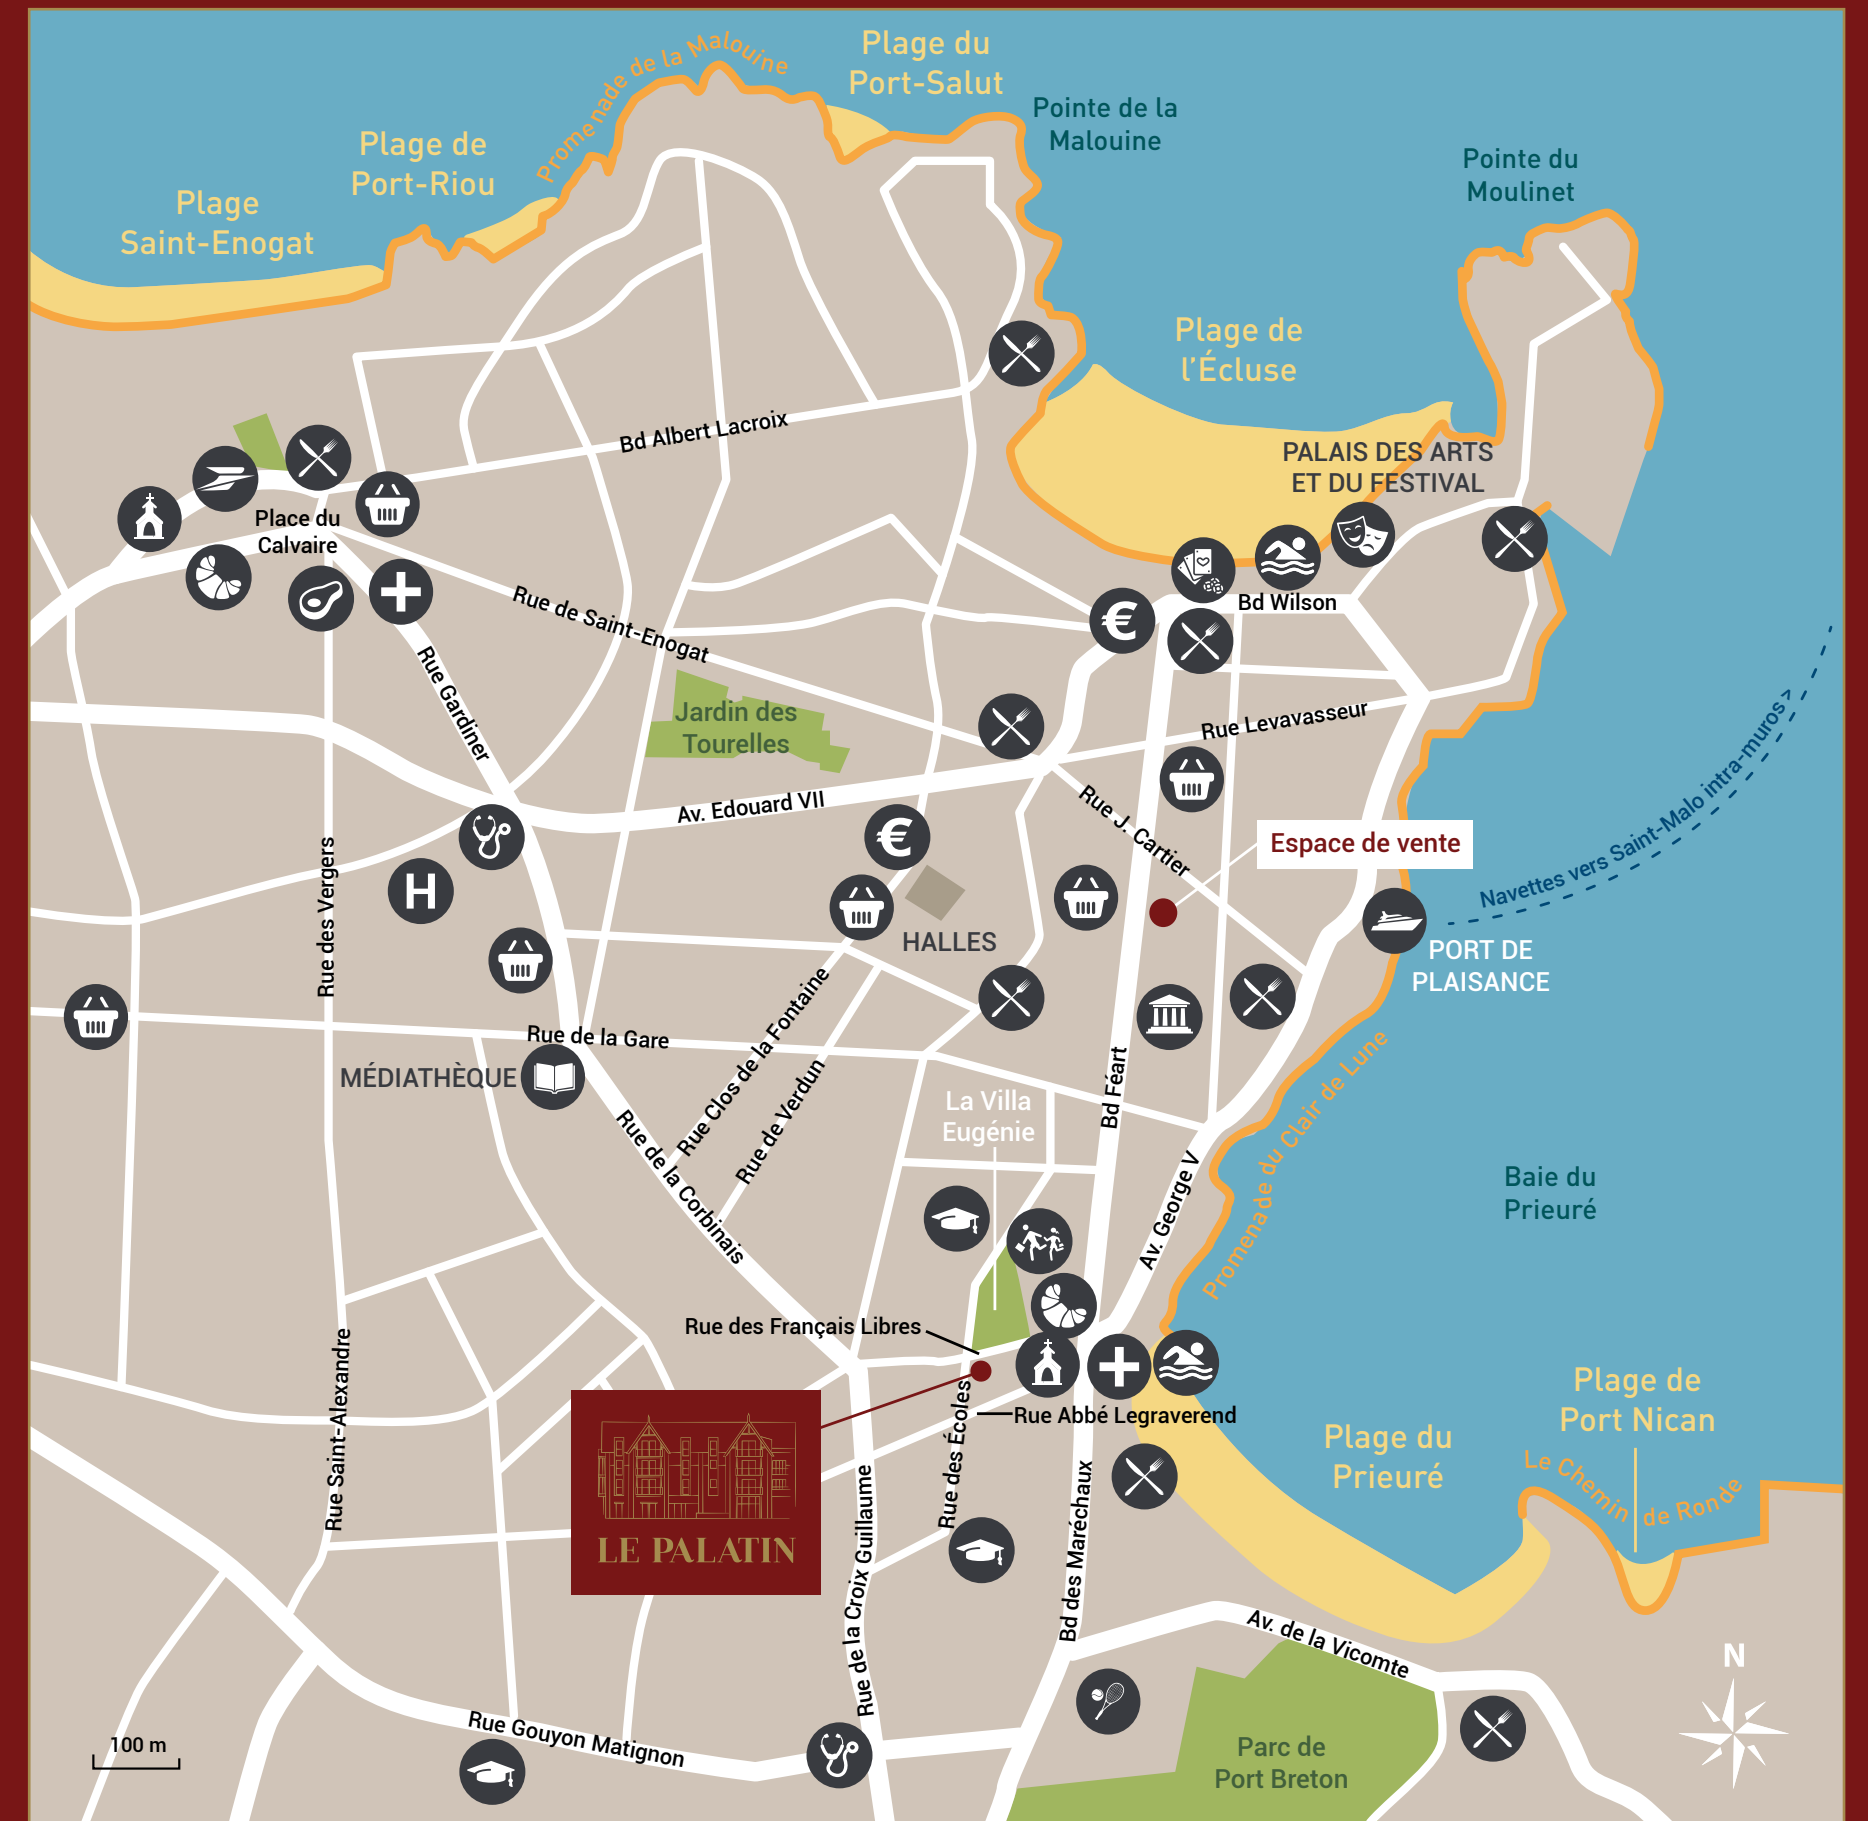 Plage du
Port-Salut
Promenade de la Malouine
Pointe de la
Malouine
Plage de
Port-Riou
Pointe du
Moulinet
Plage
Saint-Enogat
Plage de
l'Écluse
Bd Albert Lacroix
PALAIS DES ARTS
ET DU FESTIVAL
Place du
Calvaire
Rue de Saint-Enogat
€
Bd Wilson
Rue Gardiner
Jardin des
Tourelles
Rue Levavasseur
Av. Edouard VII
Rue J. Cartier
Navettes vers Saint-Malo intra-muros
€
Espace de vente
Rue des Vergers
H
HALLES
PORT DE
PLAISANCE
Rue de la Gare
MÉDIATHÈQUE
Rue Clos de la Fontaine
Rue de Verdun
Bd Féart
La Villa
Eugénie
Promenade du Clair de Lune
Rue de la Corbinais
Av. George V
Baie du
Prieuré
Rue des Français Libres
Rue Saint-Alexandre
Rue des Écoles
Rue Abbé Legraverend
Plage de
Port Nican
Plage du
Prieuré
Le Chemin de Ronde
LE PALATIN
Rue de la Croix Guillaume
Bd des Maréchaux
Av. de la Vicomte
N
Rue Gouyon Matignon
100 m
Parc de
Port Breton